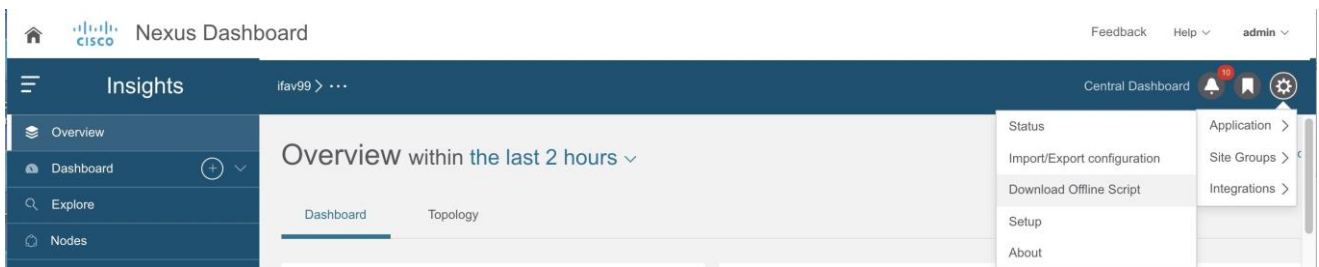 CISCO Nexus Dashboard Feedback Help admin
Insights ifav99 > ··· Central Dashboard 10
Overview
Dashboard
Explore
Nodes
Overview within the last 2 hours
Dashboard Topology
Status
Import/Export configuration
Download Offline Script
Setup
About
Application >
Site Groups >
Integrations >